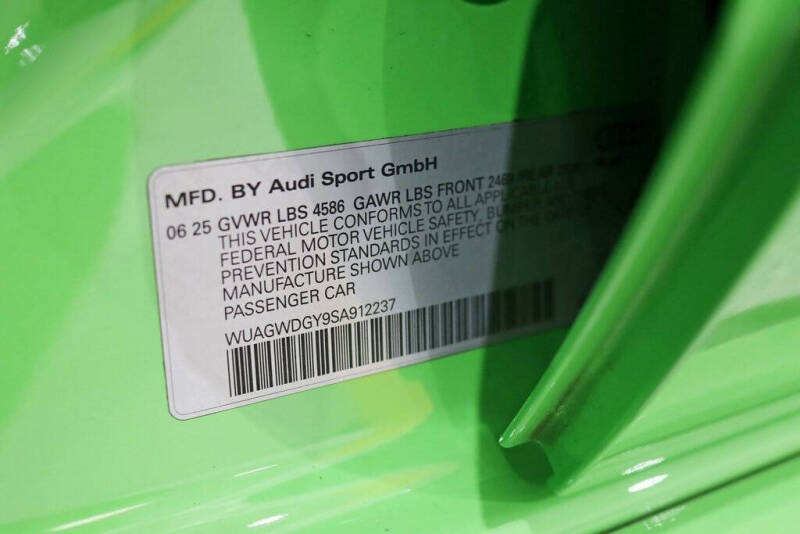 MFD. BY Audi Sport GmbH
06 25 GVWR LBS 4586 GAWR LBS FRONT
THIS VEHICLE CONFORMS TO ALL APPLICABLE
FEDERAL MOTOR VEHICLE SAFETY,
PREVENTION STANDARDS IN EFFECT ON THE
MANUFACTURE SHOWN ABOVE
PASSENGER CAR
WUAGWDGY9SA912237